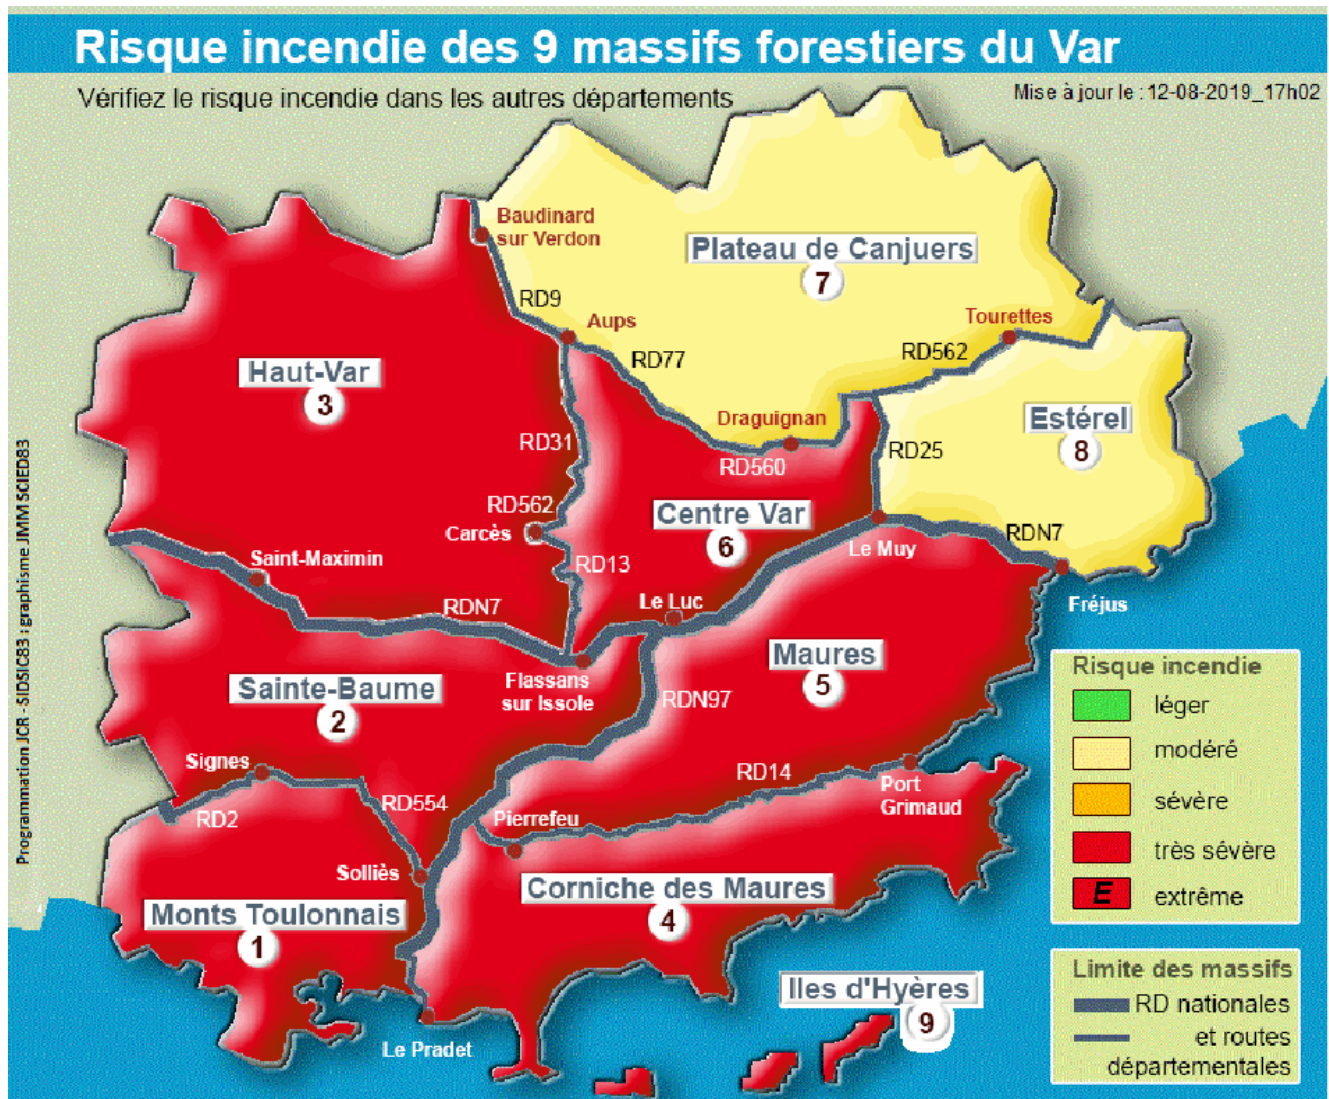 Risque incendie des 9 massifs forestiers du Var
Vérifiez le risque incendie dans les autres départements
Mise à jour le : 12-08-2019_17h02
Baudinard
sur Verdon
Plateau de Canjuers
7
RD9
Aups
Tourettes
RD77
RD562
Haut-Var
3
Draguignan
Estérel
8
RD31
RD25
RD560
RD562
Centre Var
6
Carcès
Le Muy
RDN7
Saint-Maximin
RD13
RDN7
Le Luc
Fréjus
Maures
5
Sainte-Baume
2
Flassans
sur Issole
RDN97
Signes
RD14
Port
Grimaud
RD554
RD2
Pierrefeu
Solliès
Corniche des Maures
4
Monts Toulonnais
1
Iles d'Hyères
9
Le Pradet
Risque incendie
léger
modéré
sévère
très sévère
E extrême
Limite des massifs
RD nationales
et routes
départementales
Programmation JCR - SIDSIC83 ; graphisme JMM SCIED83